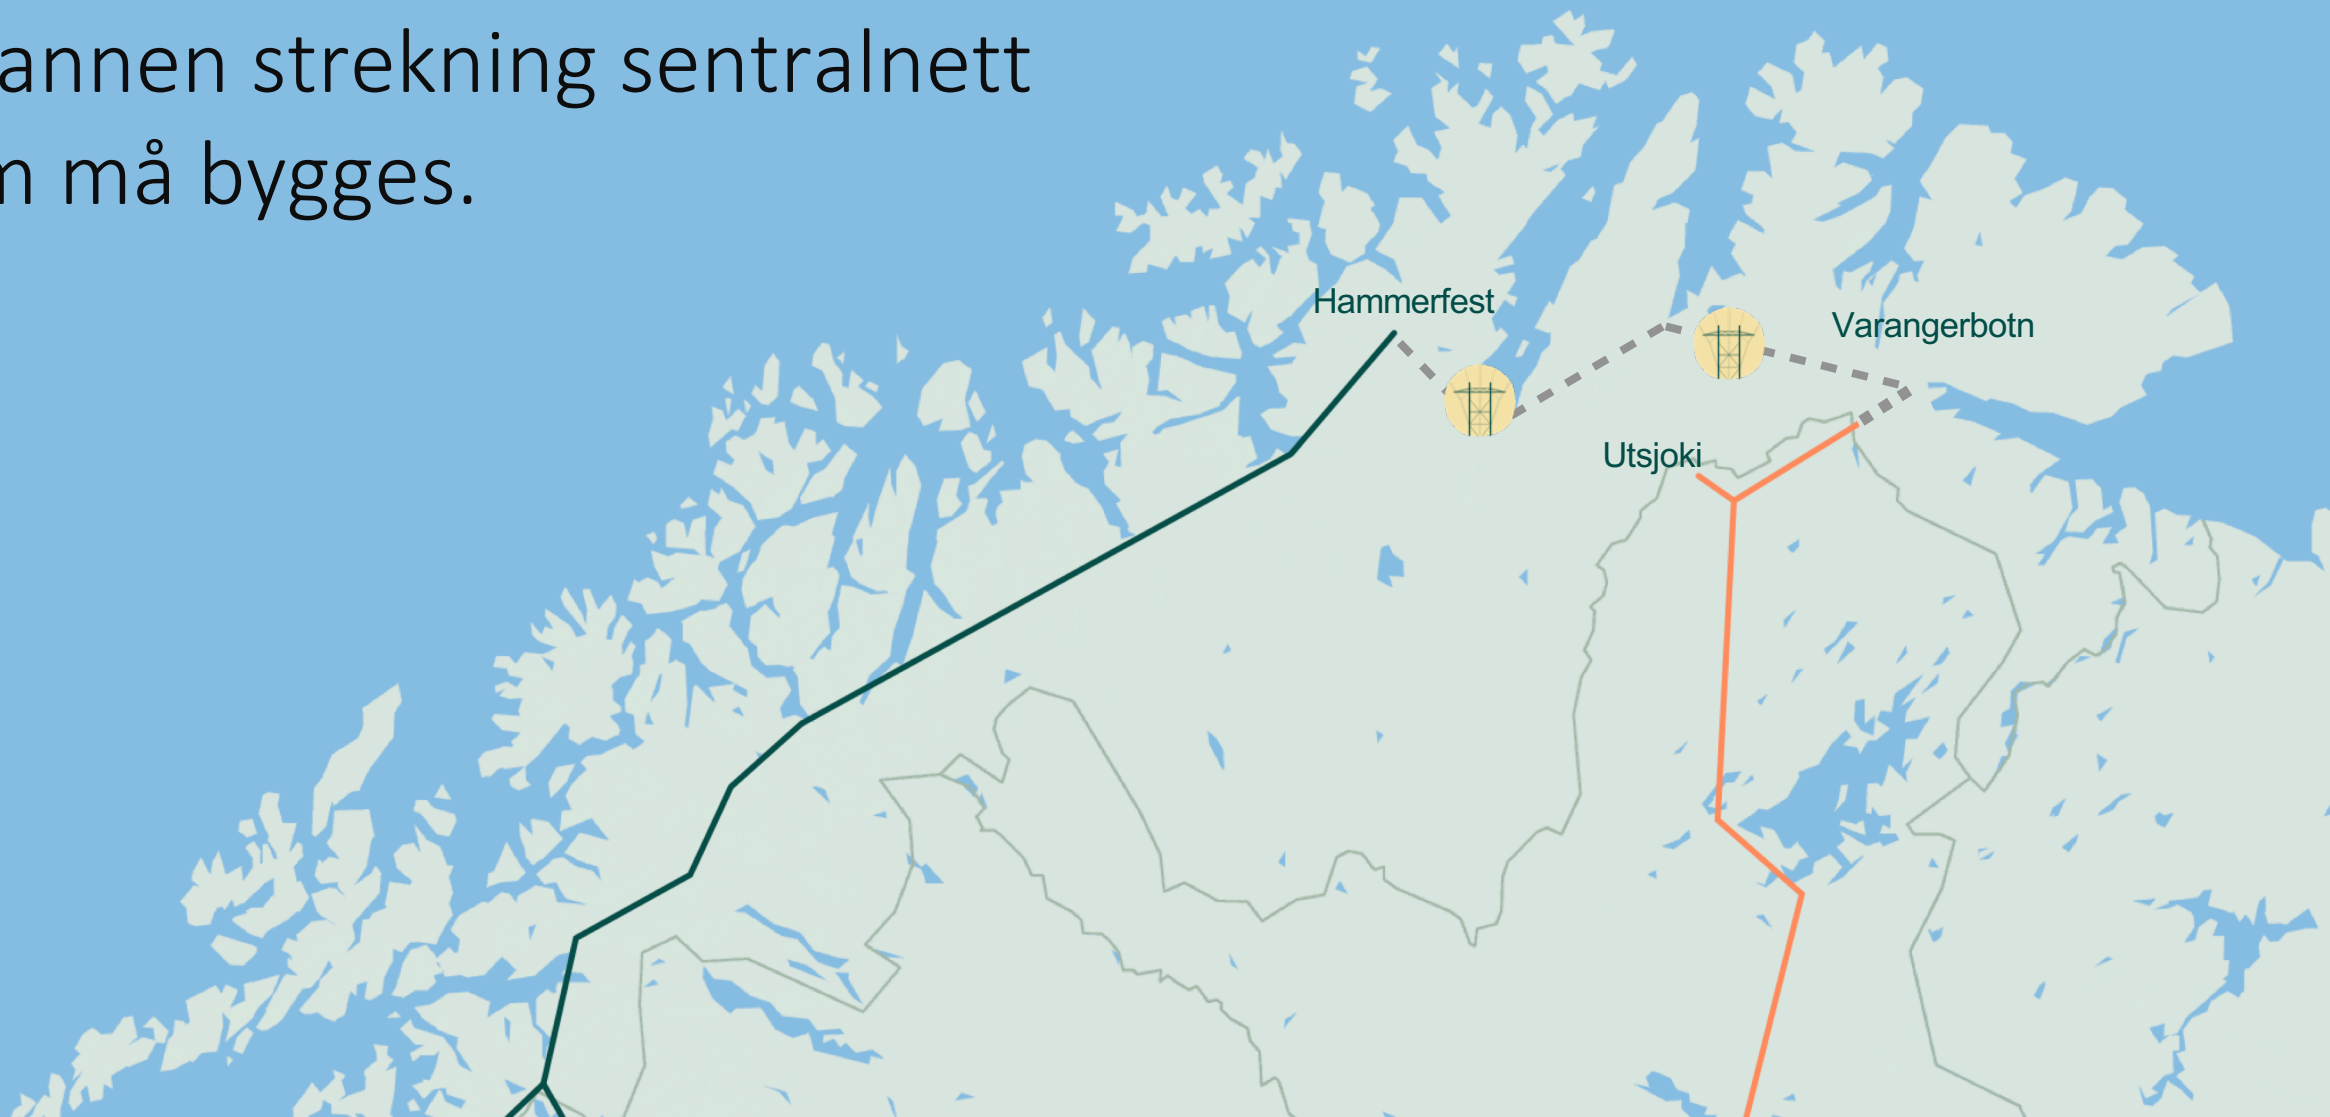 annen strekning sentralnett
må bygges.
Hammerfest
Varangerbotn
Utsjoki